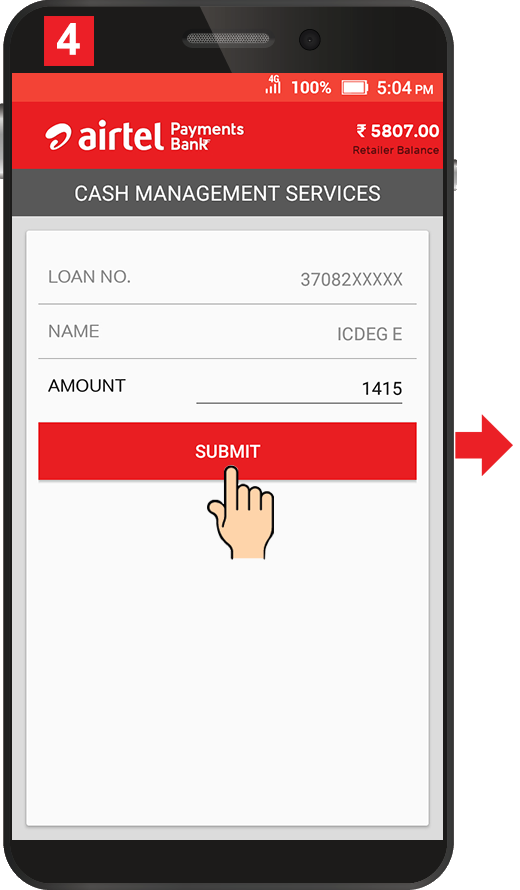 4
4G 100% 5:04 PM
airtel Payments Bank
₹ 5807.00
Retailer Balance
CASH MANAGEMENT SERVICES
LOAN NO. 37082XXXXX
NAME ICDEG E
AMOUNT 1415
SUBMIT